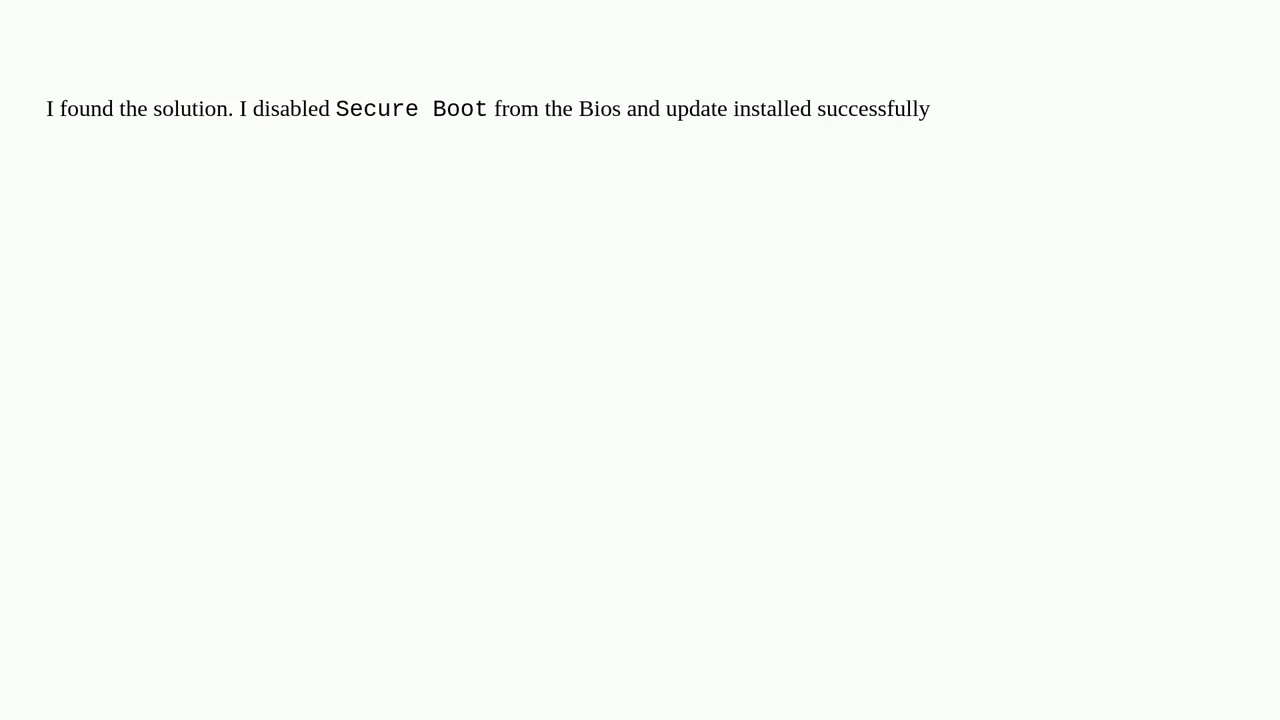 I found the solution. I disabled Secure Boot from the Bios and update installed successfully